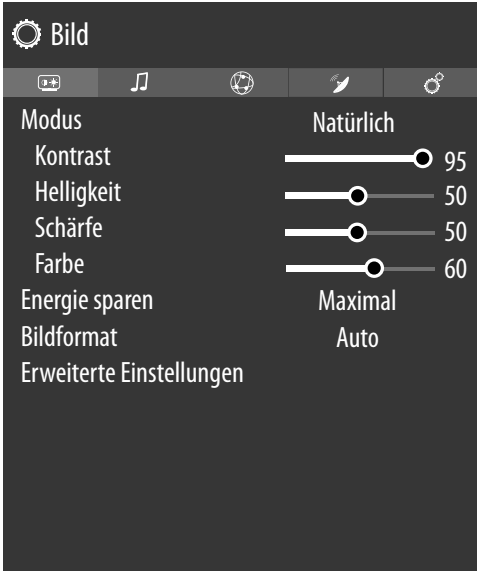 Bild
Modus Natürlich
Kontrast 95
Helligkeit 50
Schärfe 50
Farbe 60
Energie sparen Maximal
Bildformat Auto
Erweiterte Einstellungen